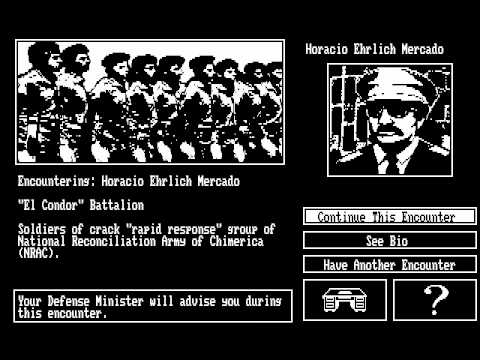 Horacio Ehrlich Mercado
Encountering: Horacio Ehrlich Mercado
"El Condor" Battalion
Soldiers of crack "rapid response" group of
National Reconciliation Army of Chimerica
(NRAC).
Your Defense Minister will advise you during
this encounter.
Continue This Encounter
See Bio
Have Another Encounter
?